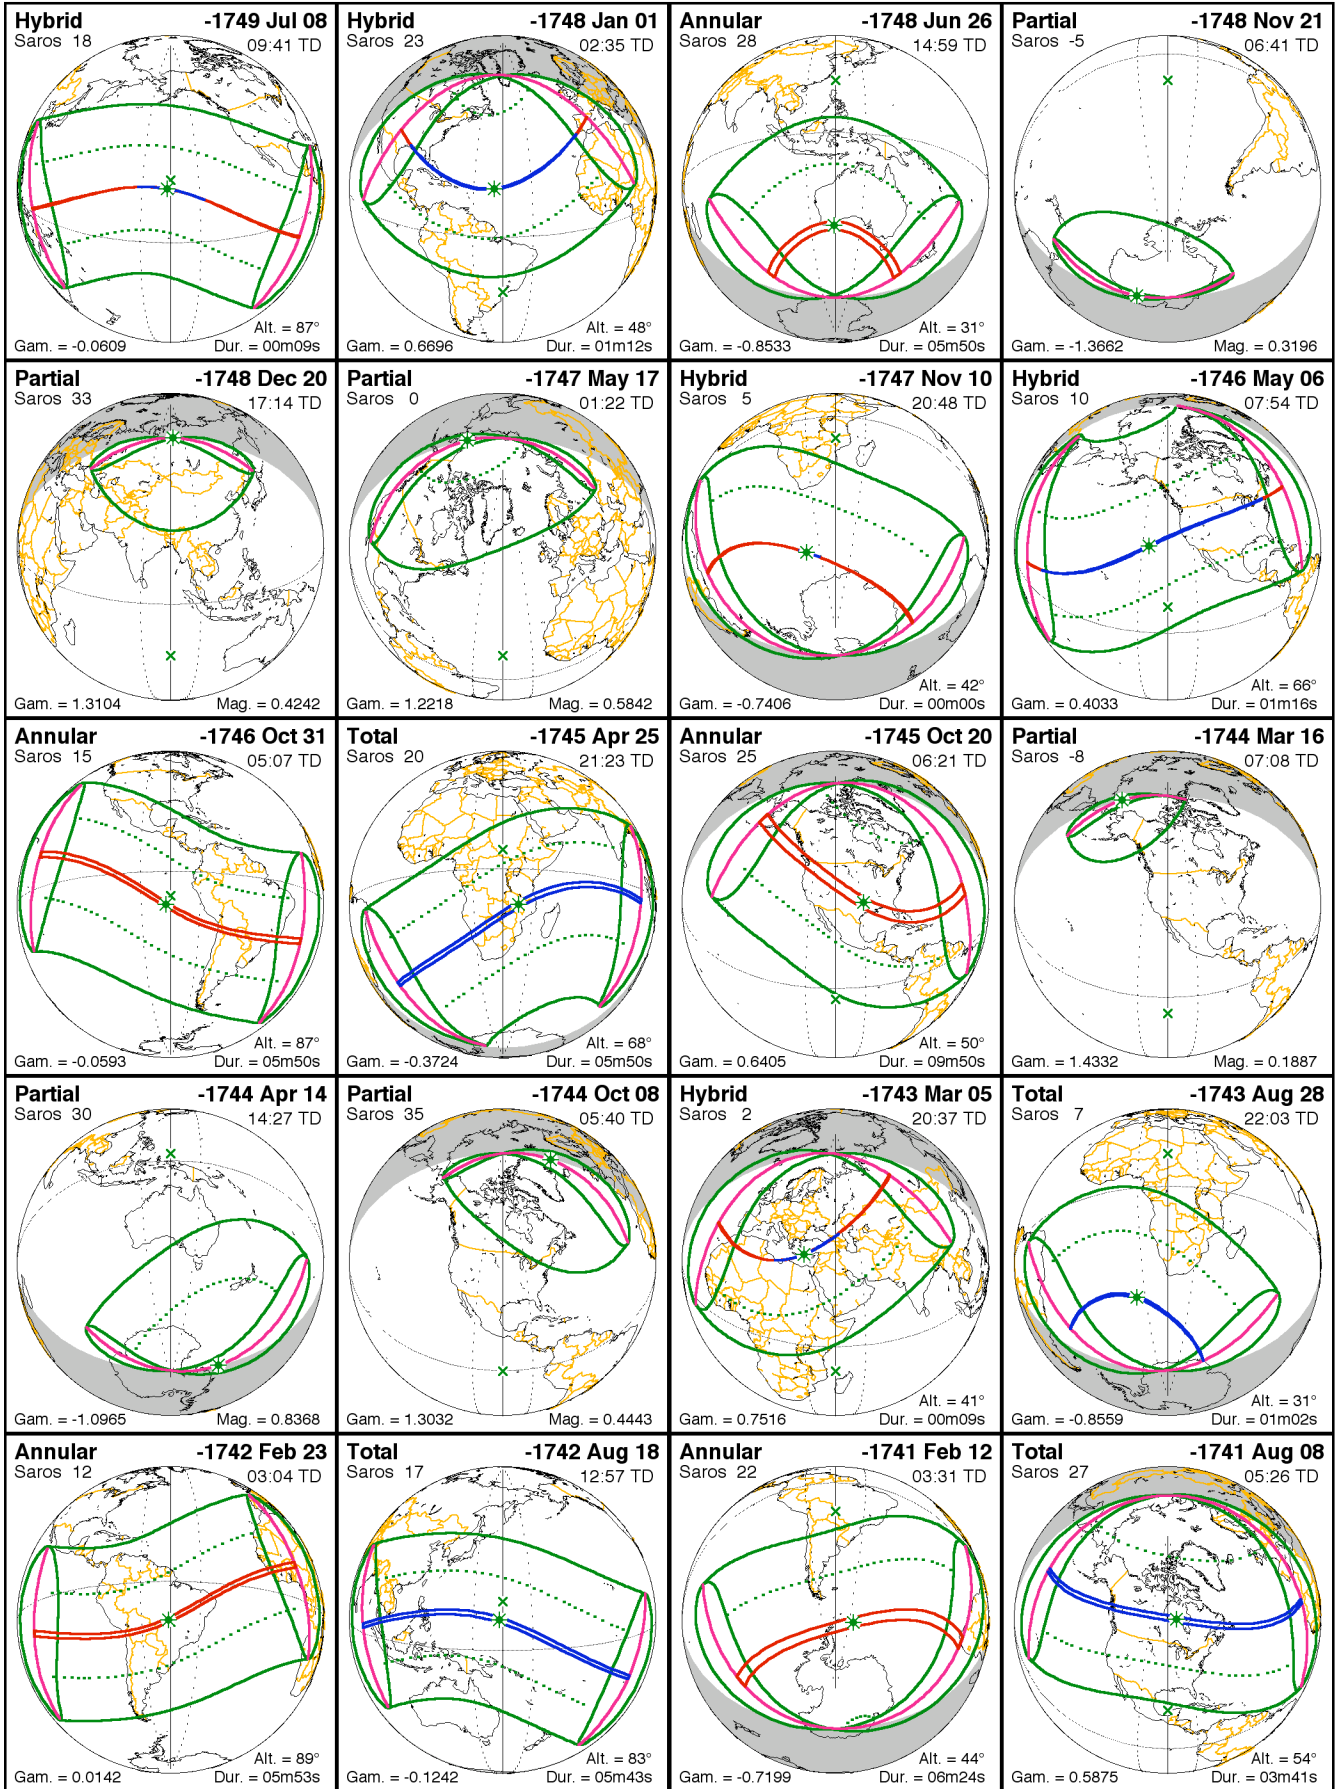 Hybrid -1749 Jul 08
Saros 18 09:41 TD
Alt. = 87°
Gam. = -0.0609 Dur. = 00m09s
Hybrid -1748 Jan 01
Saros 23 02:35 TD
Alt. = 48°
Gam. = 0.6696 Dur. = 01m12s
Annular -1748 Jun 26
Saros 28 14:59 TD
Alt. = 31°
Gam. = -0.8533 Dur. = 05m50s
Partial -1748 Nov 21
Saros -5 06:41 TD
Gam. = -1.3662 Mag. = 0.3196
Partial -1748 Dec 20
Saros 33 17:14 TD
Gam. = 1.3104 Mag. = 0.4242
Partial -1747 May 17
Saros 0 01:22 TD
Gam. = 1.2218 Mag. = 0.5842
Hybrid -1747 Nov 10
Saros 5 20:48 TD
Alt. = 42°
Gam. = -0.7406 Dur. = 00m00s
Hybrid -1746 May 06
Saros 10 07:54 TD
Alt. = 66°
Gam. = 0.4033 Dur. = 01m16s
Annular -1746 Oct 31
Saros 15 05:07 TD
Alt. = 87°
Gam. = -0.0593 Dur. = 05m50s
Total -1745 Apr 25
Saros 20 21:23 TD
Alt. = 68°
Gam. = -0.3724 Dur. = 05m50s
Annular -1745 Oct 20
Saros 25 06:21 TD
Alt. = 50°
Gam. = 0.6405 Dur. = 09m50s
Partial -1744 Mar 16
Saros -8 07:08 TD
Gam. = 1.4332 Mag. = 0.1887
Partial -1744 Apr 14
Saros 30 14:27 TD
Gam. = -1.0965 Mag. = 0.8368
Partial -1744 Oct 08
Saros 35 05:40 TD
Gam. = 1.3032 Mag. = 0.4443
Hybrid -1743 Mar 05
Saros 2 20:37 TD
Alt. = 41°
Gam. = 0.7516 Dur. = 00m09s
Total -1743 Aug 28
Saros 7 22:03 TD
Alt. = 31°
Gam. = -0.8559 Dur. = 01m02s
Annular -1742 Feb 23
Saros 12 03:04 TD
Alt. = 89°
Gam. = 0.0142 Dur. = 05m53s
Total -1742 Aug 18
Saros 17 12:57 TD
Alt. = 83°
Gam. = -0.1242 Dur. = 05m43s
Annular -1741 Feb 12
Saros 22 03:31 TD
Alt. = 44°
Gam. = -0.7199 Dur. = 06m24s
Total -1741 Aug 08
Saros 27 05:26 TD
Alt. = 54°
Gam. = 0.5875 Dur. = 03m41s